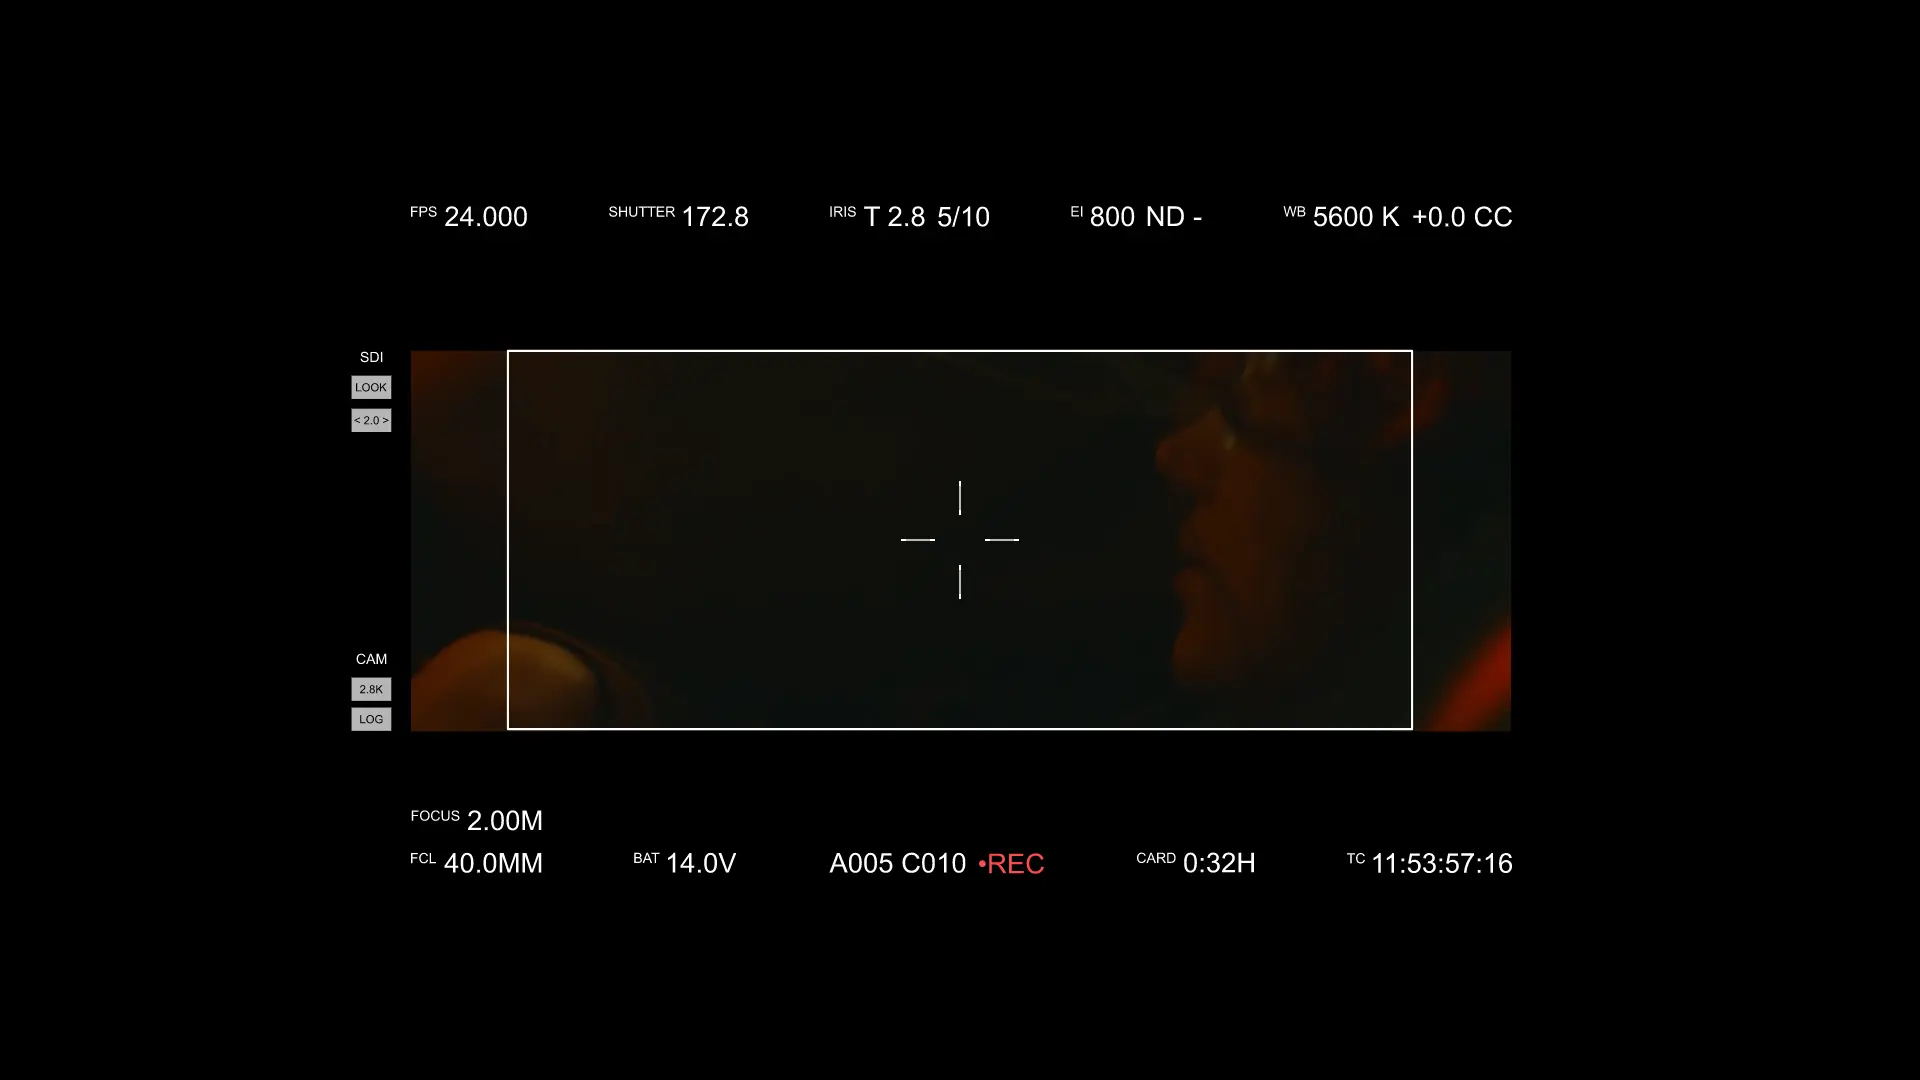 FPS 24.000 SHUTTER 172.8 IRIS T 2.8 5/10 EI 800 ND - WB 5600 K +0.0 CC
SDI
LOOK
< 2.0 >
CAM
2.8K
LOG
FOCUS 2.00M
FCL 40.0MM BAT 14.0V A005 C010 •REC CARD 0:32H TC 11:53:57:16